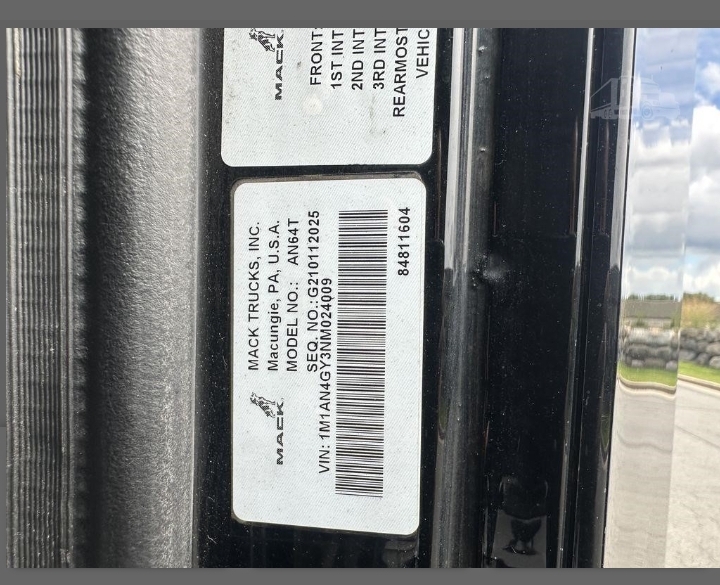 MACK
FRONT
1ST INT
2ND INT
3RD INT
REARMOST
VEHIC
MACK
MACK TRUCKS, INC.
Macungie, PA, U.S.A.
MODEL NO.: AN64T
SEQ. NO.:G210112025
VIN: 1M1AN4GY3NM024009
84811604